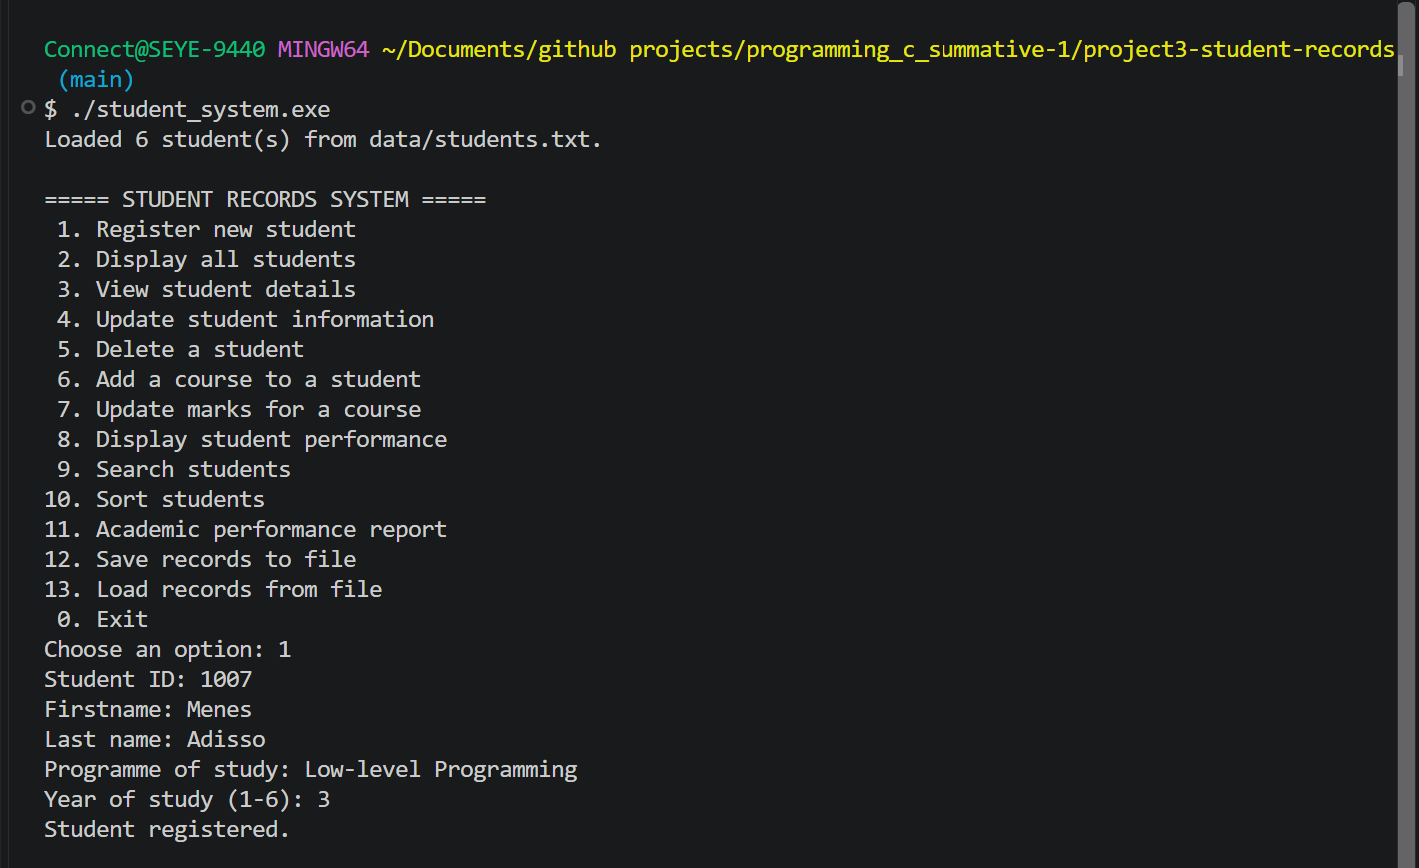 Connect@SEYE-9440 MINGW64 ~/Documents/github projects/programming_c_summative-1/project3-student-records
(main)
$ ./student_system.exe
Loaded 6 student(s) from data/students.txt.
===== STUDENT RECORDS SYSTEM =====
1. Register new student
2. Display all students
3. View student details
4. Update student information
5. Delete a student
6. Add a course to a student
7. Update marks for a course
8. Display student performance
9. Search students
10. Sort students
11. Academic performance report
12. Save records to file
13. Load records from file
0. Exit
Choose an option: 1
Student ID: 1007
Firstname: Menes
Last name: Adisso
Programme of study: Low-level Programming
Year of study (1-6): 3
Student registered.